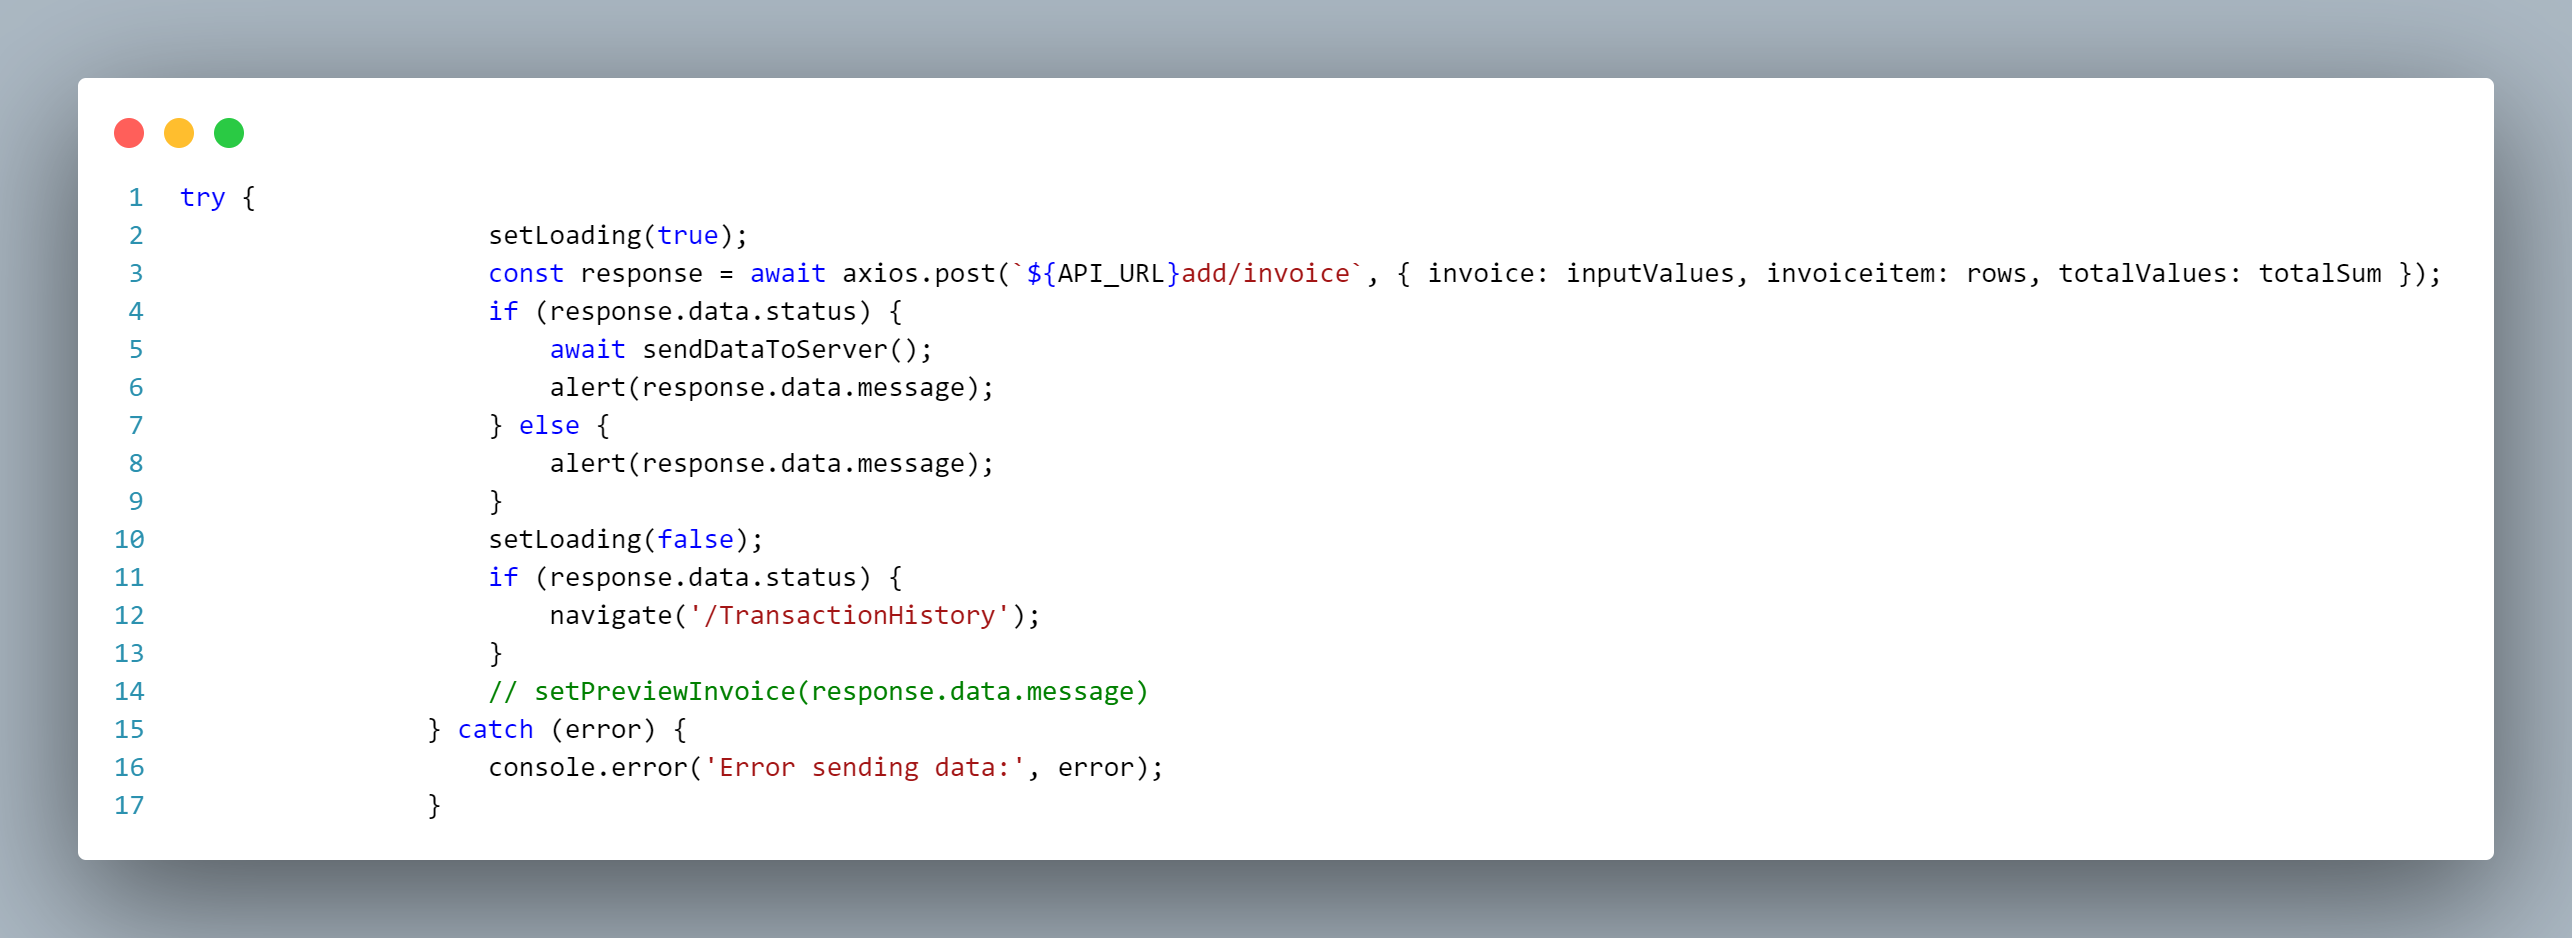 1 try {
2 setLoading(true);
3 const response = await axios.post(`${API_URL}add/invoice`, { invoice: inputValues, invoiceitem: rows, totalValues: totalSum });
4 if (response.data.status) {
5 await sendDataToServer();
6 alert(response.data.message);
7 } else {
8 alert(response.data.message);
9 }
10 setLoading(false);
11 if (response.data.status) {
12 navigate('/TransactionHistory');
13 }
14 // setPreviewInvoice(response.data.message)
15 } catch (error) {
16 console.error('Error sending data:', error);
17 }